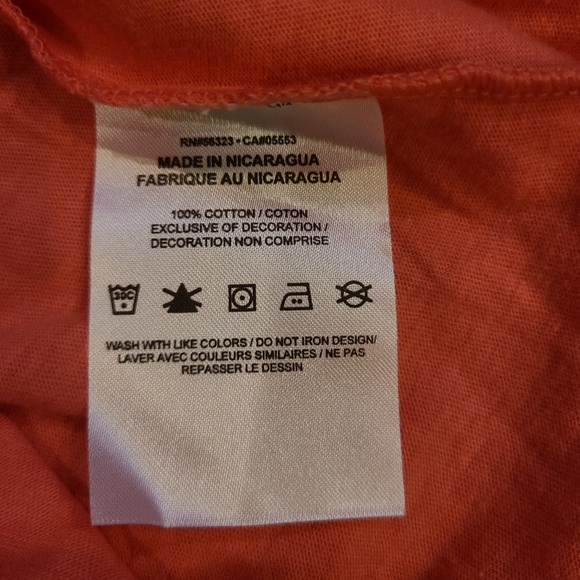 RN#56323 • CA#05553
MADE IN NICARAGUA
FABRIQUE AU NICARAGUA
100% COTTON / COTON
EXCLUSIVE OF DECORATION /
DECORATION NON COMPRISE
30C
WASH WITH LIKE COLORS / DO NOT IRON DESIGN/
LAVER AVEC COULEURS SIMILAIRES / NE PAS
REPASSER LE DESSIN